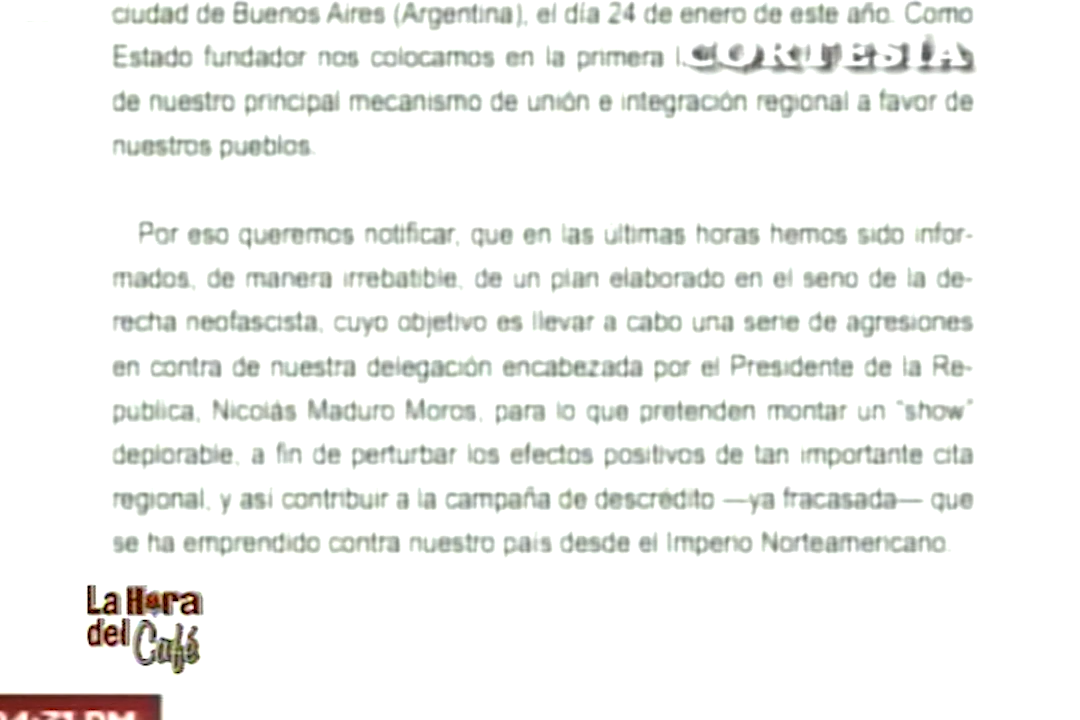 ciudad de Buenos Aires (Argentina), el día 24 de enero de este año. Como
Estado fundador nos colocamos en la primera
CORTESÍA
de nuestro principal mecanismo de unión e integración regional a favor de
nuestros pueblos.
Por eso queremos notificar, que en las ultimas horas hemos sido infor-
mados, de manera irrebatible, de un plan elaborado en el seno de la de-
recha neofascista, cuyo objetivo es llevar a cabo una serie de agresiones
en contra de nuestra delegación encabezada por el Presidente de la Re-
publica, Nicolás Maduro Moros, para lo que pretenden montar un "show"
deplorable, a fin de perturbar los efectos positivos de tan importante cita
regional, y asi contribuir a la campaña de descrédito —ya fracasada— que
se ha emprendido contra nuestro pais desde el Imperio Norteamericano.
La Hora
del Café
PM